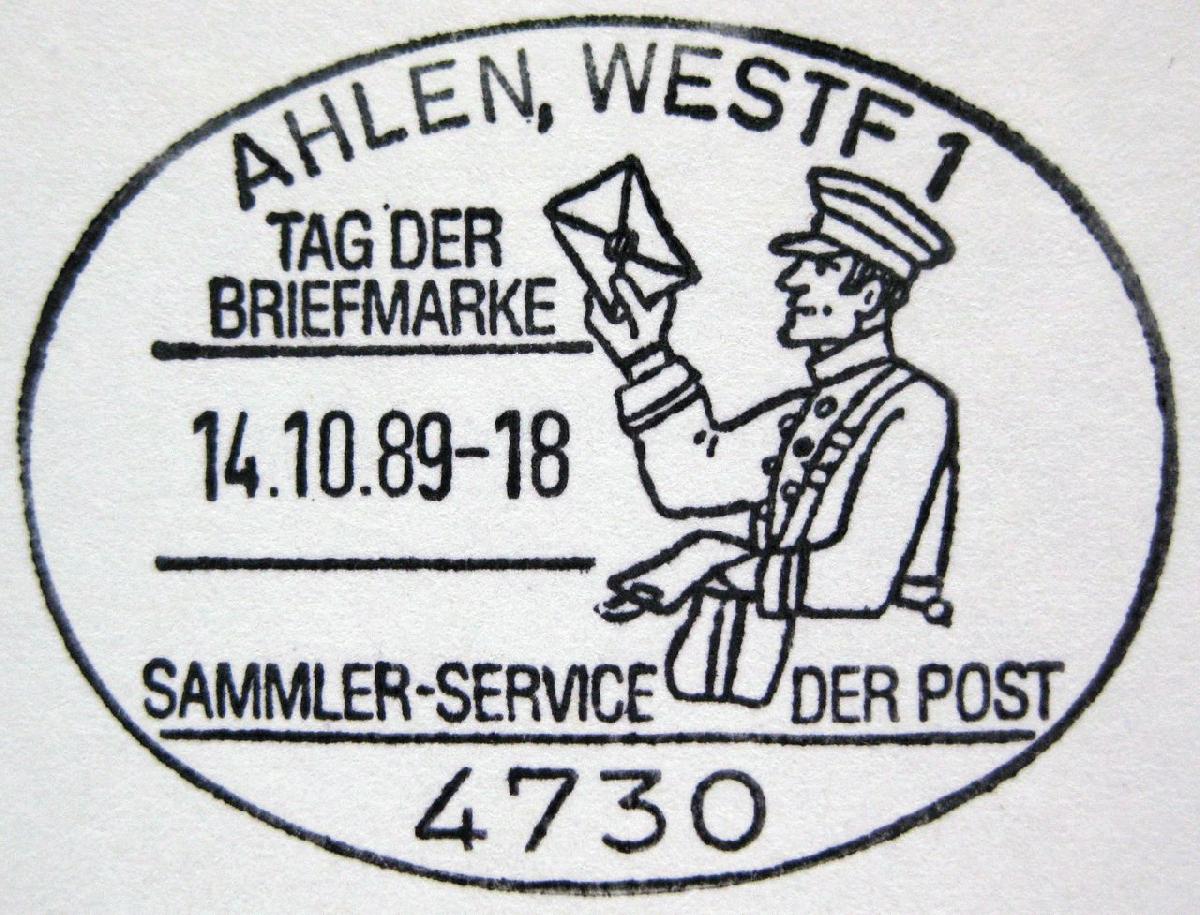 AHLEN, WESTF 1
TAG DER
BRIEFMARKE
14.10.89-18
SAMMLER-SERVICE DER POST
4730